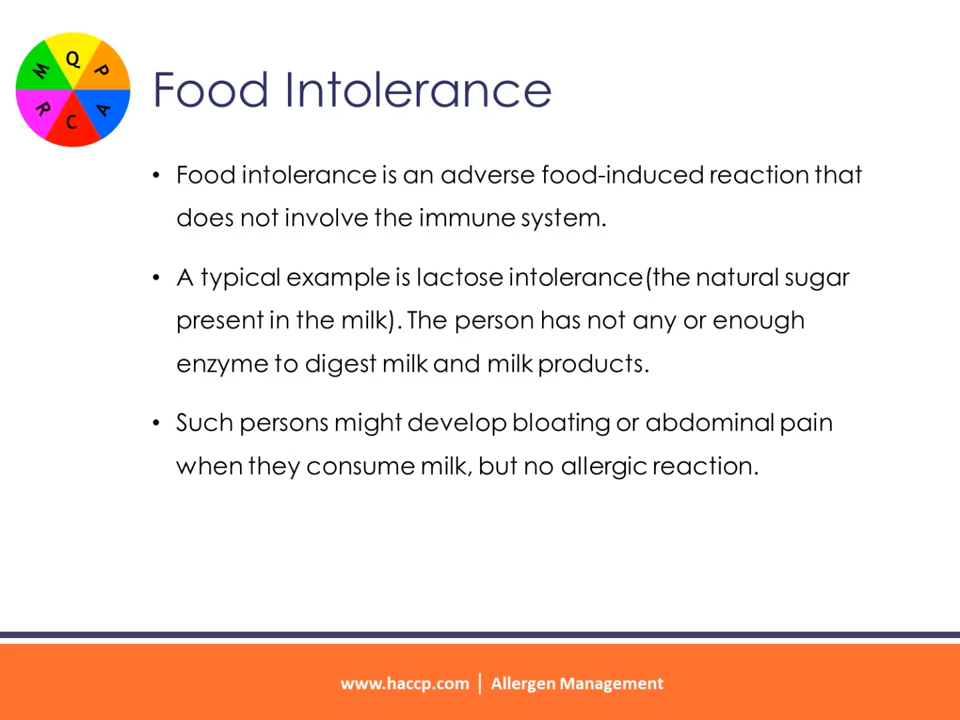 Q
P
A
C
R
M
Food Intolerance
• Food intolerance is an adverse food-induced reaction that
does not involve the immune system.
• A typical example is lactose intolerance(the natural sugar
present in the milk). The person has not any or enough
enzyme to digest milk and milk products.
• Such persons might develop bloating or abdominal pain
when they consume milk, but no allergic reaction.
www.haccp.com | Allergen Management